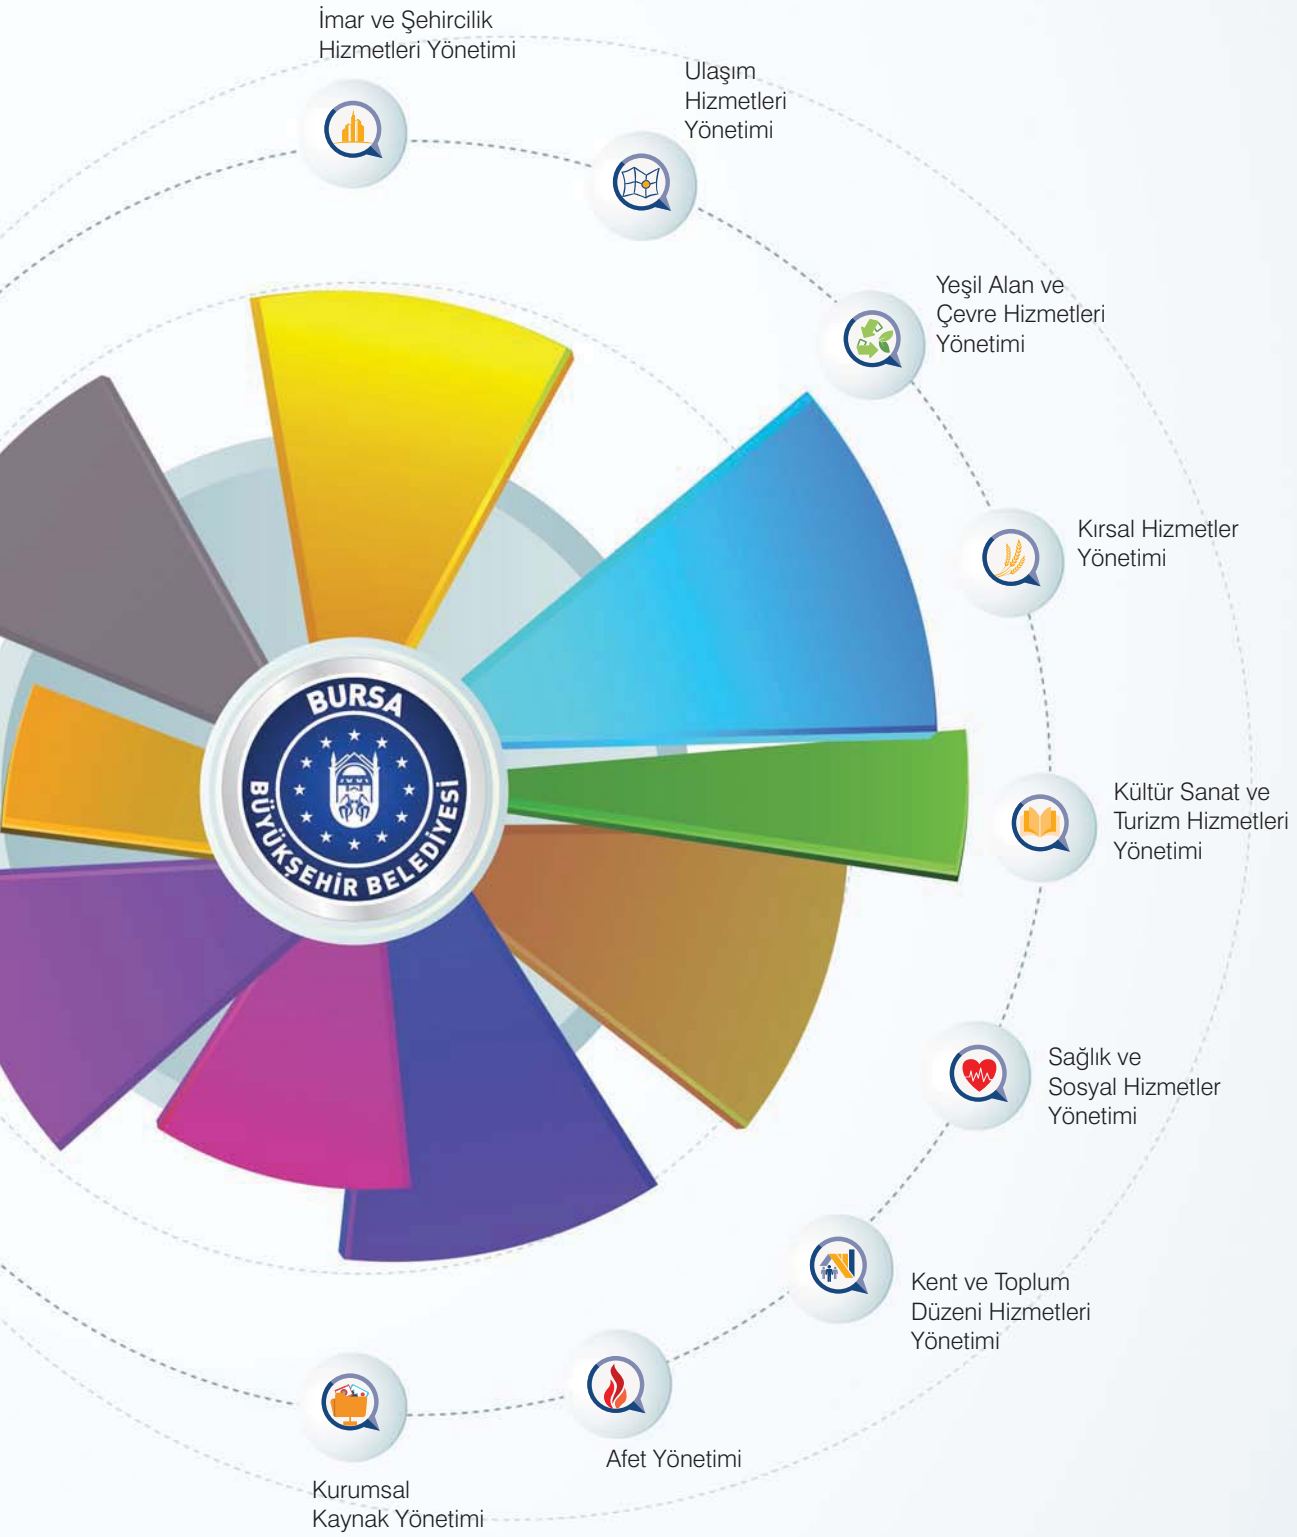 İmar ve Şehircilik
Hizmetleri Yönetimi
Ulaşım
Hizmetleri
Yönetimi
Yeşil Alan ve
Çevre Hizmetleri
Yönetimi
Kırsal Hizmetler
Yönetimi
BURSA
BÜYÜKŞEHİR BELEDİYESİ
Kültür Sanat ve
Turizm Hizmetleri
Yönetimi
Sağlık ve
Sosyal Hizmetler
Yönetimi
Kent ve Toplum
Düzeni Hizmetleri
Yönetimi
Afet Yönetimi
Kurumsal
Kaynak Yönetimi